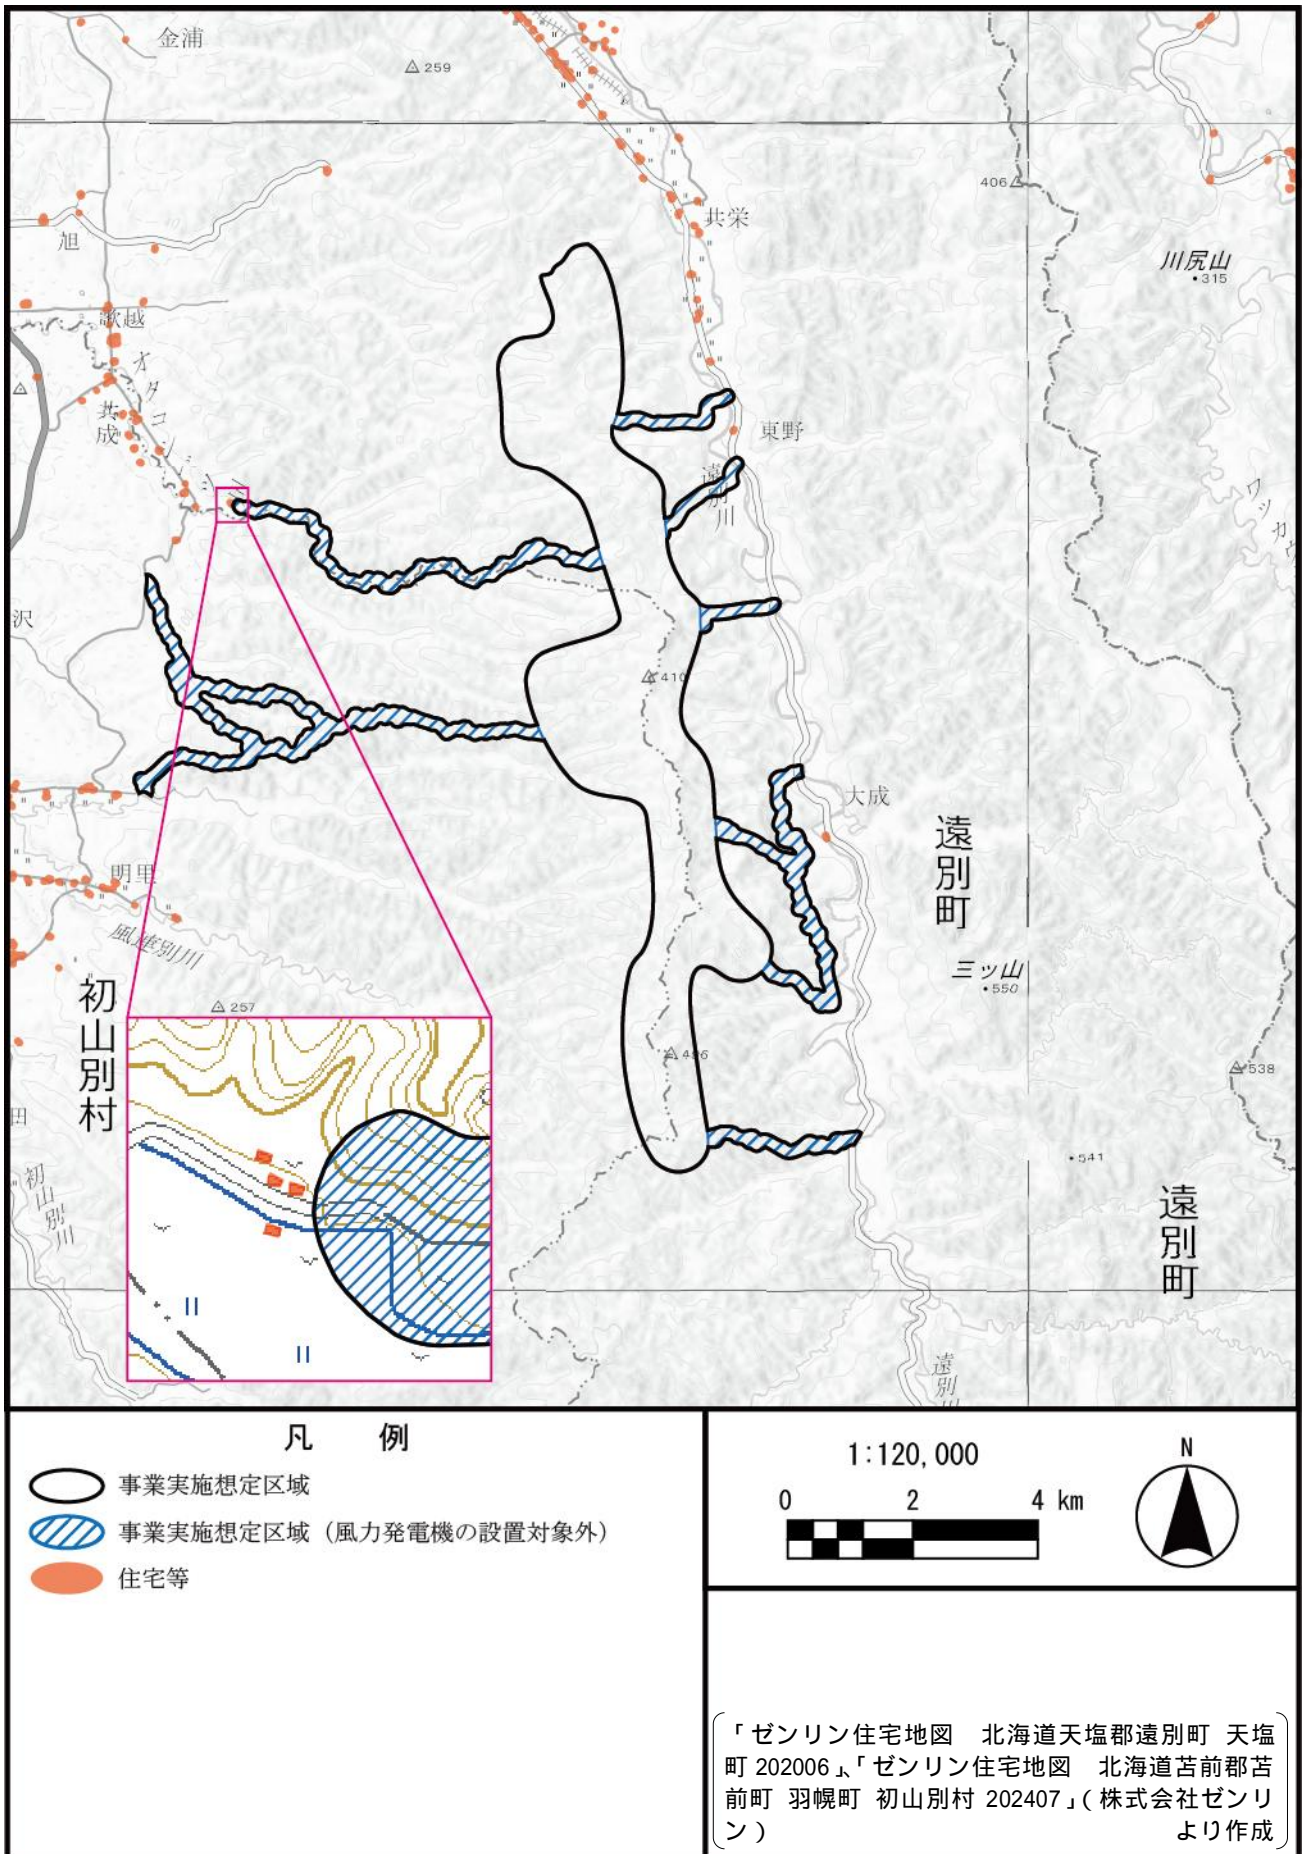 金浦
259
406
旭
共栄
川尻山
315
歌越
オタコシベツ川
共成
東野
遠別川
沢
410
大成
遠別町
明里
風連別川
三ッ山
550
257
初山別村
486
538
田
541
初山別川
遠別町
凡 例
事業実施想定区域
事業実施想定区域（風力発電機の設置対象外）
住宅等
1:120,000
0 2 4 km
N
「ゼンリン住宅地図 北海道天塩郡遠別町 天塩
町 202006」、「ゼンリン住宅地図 北海道苫前郡苫
前町 羽幌町 初山別村 202407」（株式会社ゼンリ
ン） より作成